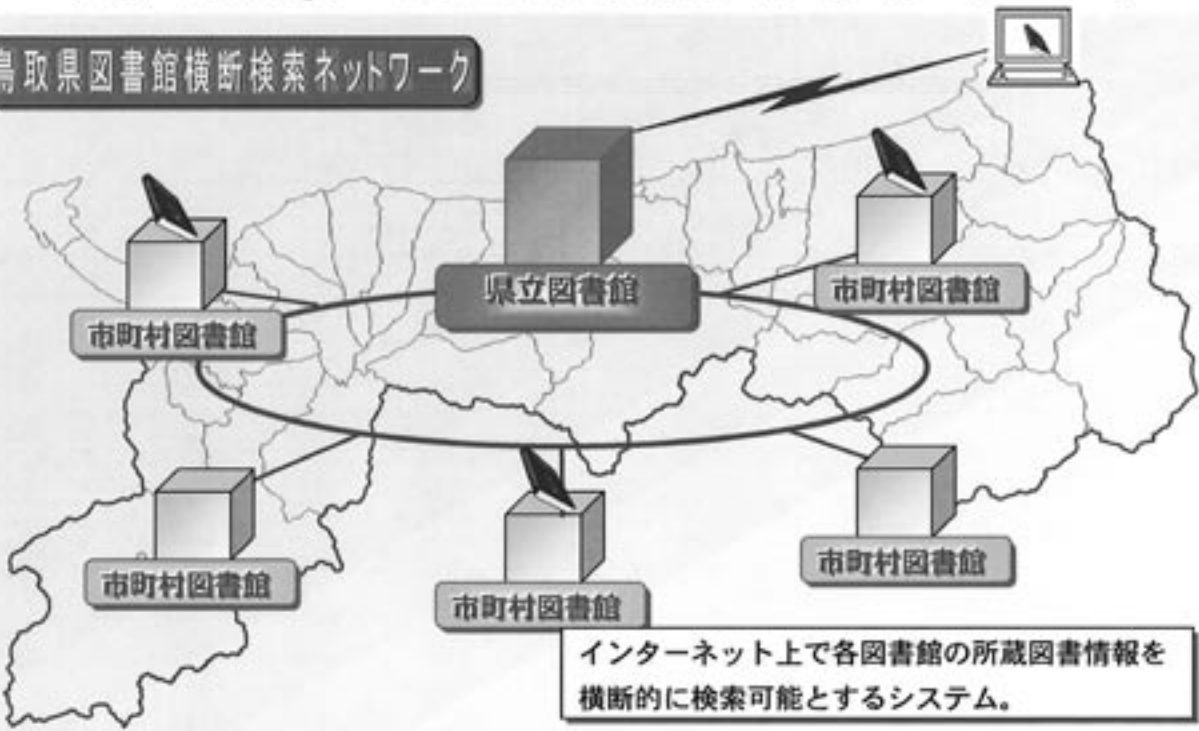 鳥取県図書館横断検索ネットワーク
県立図書館
市町村図書館
市町村図書館
市町村図書館
市町村図書館
市町村図書館
インターネット上で各図書館の所蔵図書情報を
横断的に検索可能とするシステム。